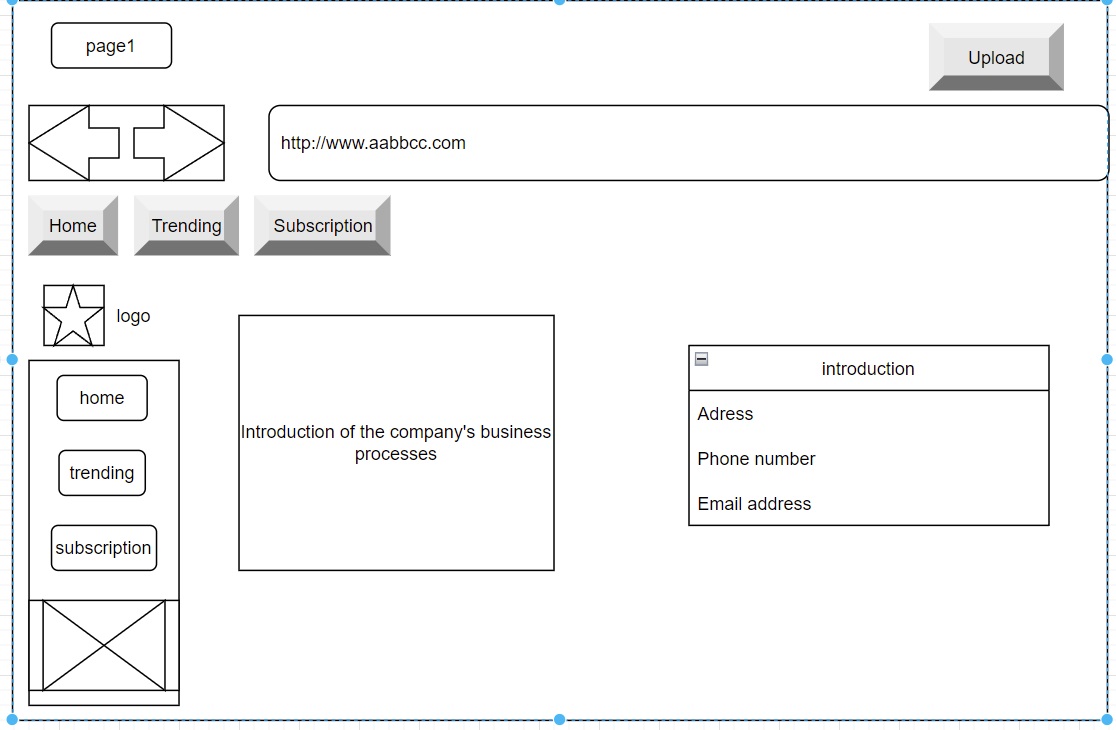 page1
Upload
http://www.aabbcc.com
Home
Trending
Subscription
logo
home
trending
subscription
Introduction of the company's business
processes
introduction
Adress
Phone number
Email address